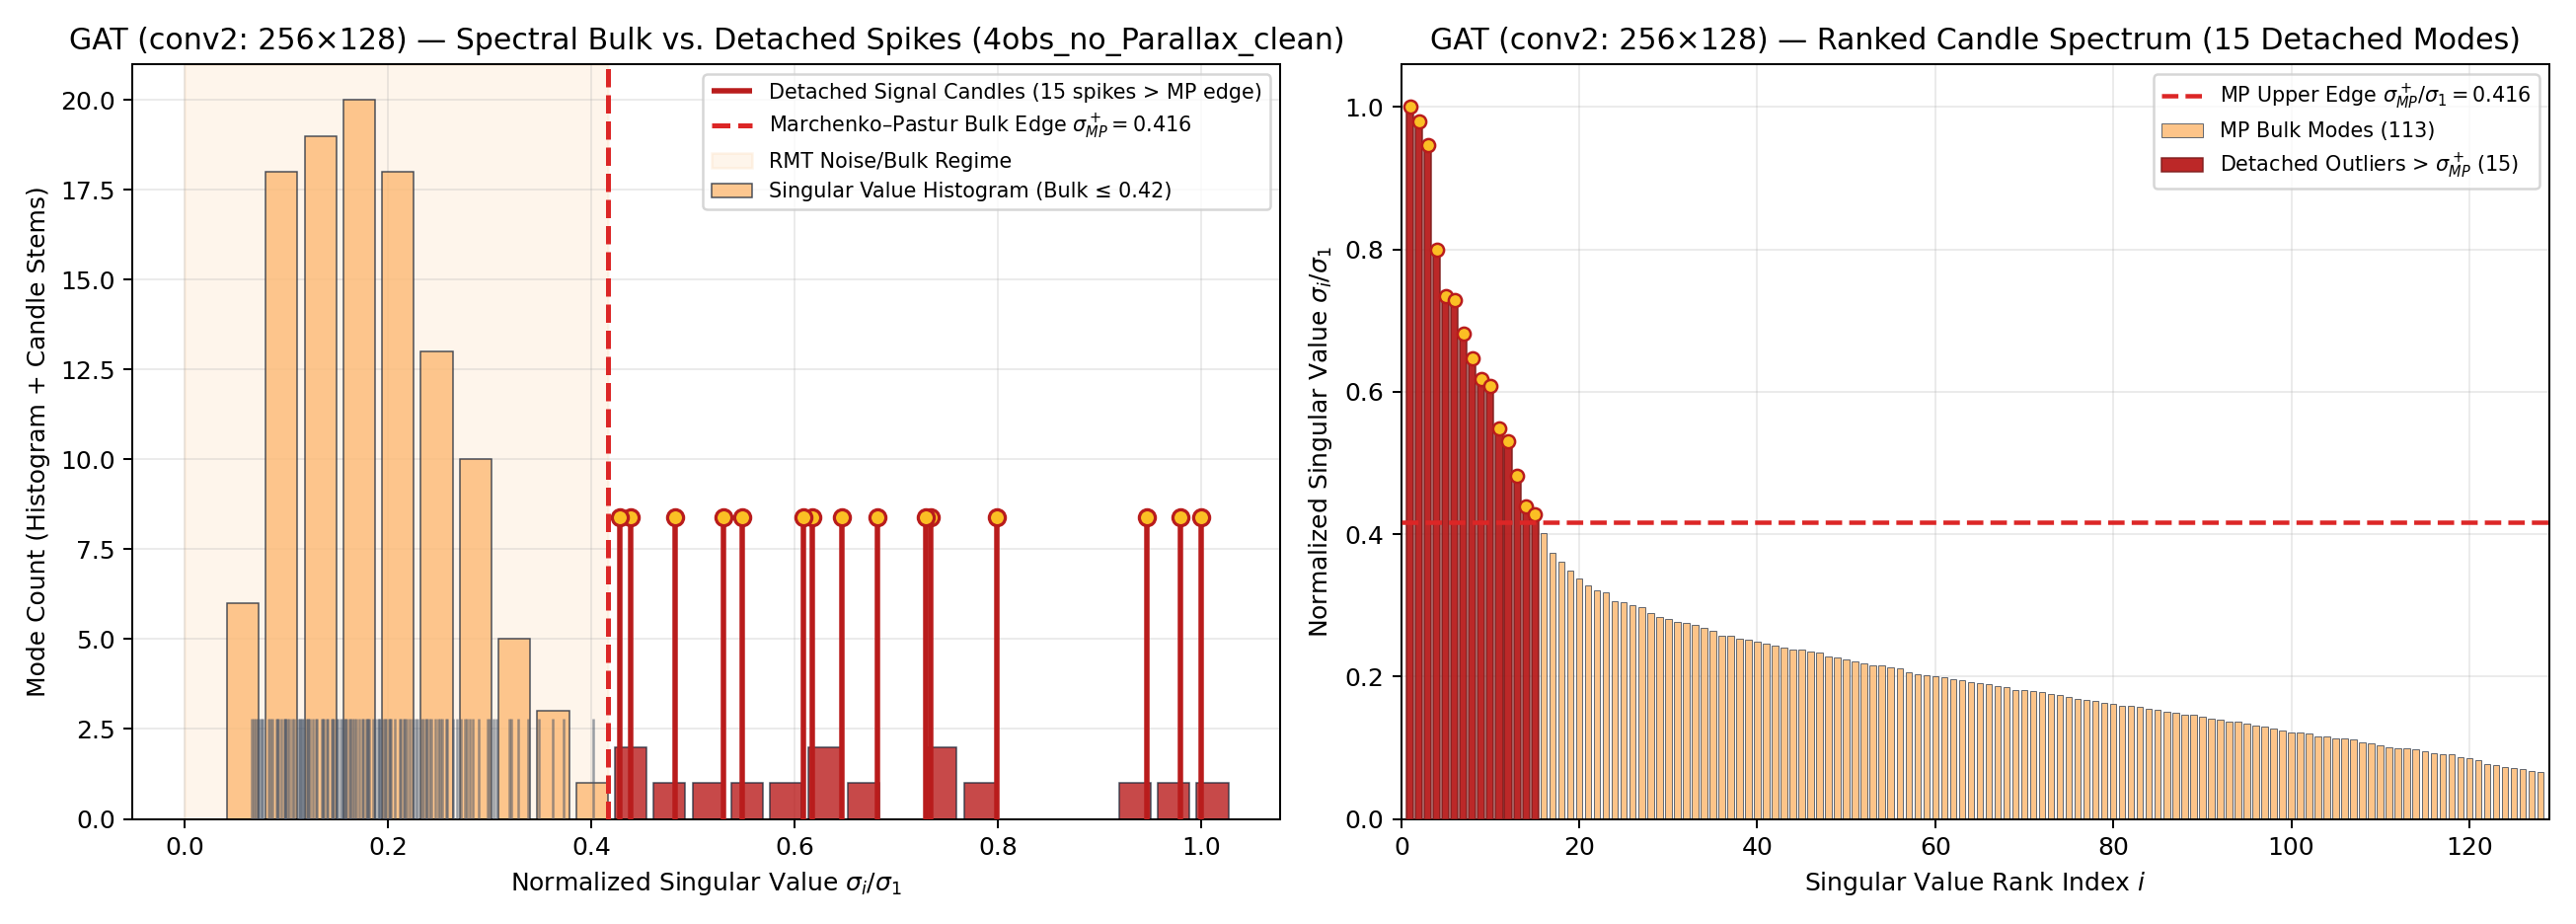 GAT (conv2: 256×128) — Spectral Bulk vs. Detached Spikes (4obs_no_Parallax_clean)
Mode Count (Histogram + Candle Stems)
20.0
17.5
15.0
12.5
10.0
7.5
5.0
2.5
0.0
Detached Signal Candles (15 spikes > MP edge)
Marchenko–Pastur Bulk Edge σ⁺_MP = 0.416
RMT Noise/Bulk Regime
Singular Value Histogram (Bulk ≤ 0.42)
0.0 0.2 0.4 0.6 0.8 1.0
Normalized Singular Value σᵢ/σ₁
GAT (conv2: 256×128) — Ranked Candle Spectrum (15 Detached Modes)
Normalized Singular Value σᵢ/σ₁
1.0
0.8
0.6
0.4
0.2
0.0
MP Upper Edge σ⁺_MP/σ₁ = 0.416
MP Bulk Modes (113)
Detached Outliers > σ⁺_MP (15)
0 20 40 60 80 100 120
Singular Value Rank Index i